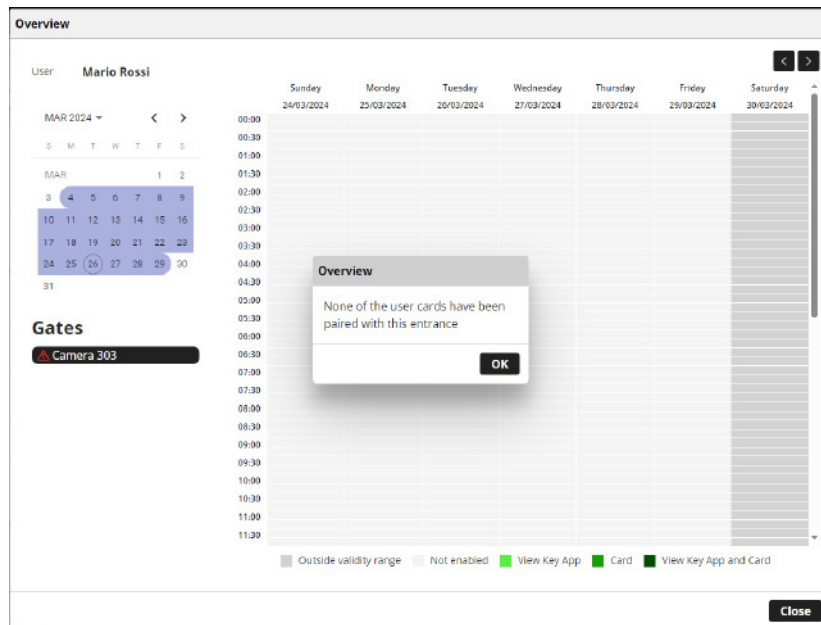 Overview
User Mario Rossi
Sunday Monday Tuesday Wednesday Thursday Friday Saturday
24/03/2024 25/03/2024 26/03/2024 27/03/2024 28/03/2024 29/03/2024 30/03/2024
MAR 2024
S M T W T F S
MAR 1 2
3 4 5 6 7 8 9
10 11 12 13 14 15 16
17 18 19 20 21 22 23
24 25 26 27 28 29 30
31
Gates
Camera 303
00:00
00:30
01:00
01:30
02:00
02:30
03:00
03:30
04:00
04:30
05:00
05:30
06:00
06:30
07:00
07:30
08:00
08:30
09:00
09:30
10:00
10:30
11:00
11:30
Overview
None of the user cards have been
paired with this entrance
OK
Outside validity range Not enabled View Key App Card View Key App and Card
Close